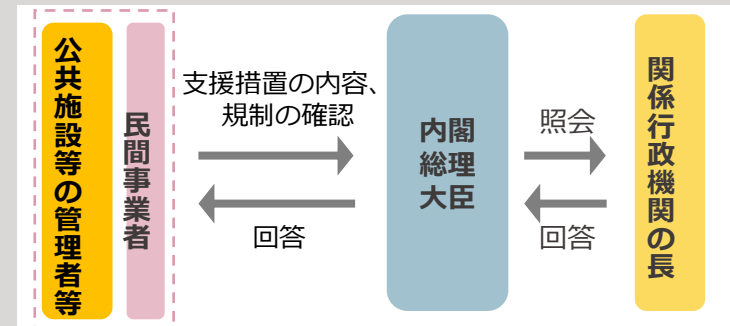 公共施設等の管理者等
民間事業者
支援措置の内容、
規制の確認
回答
内閣
総理
大臣
照会
回答
関係行政機関の長